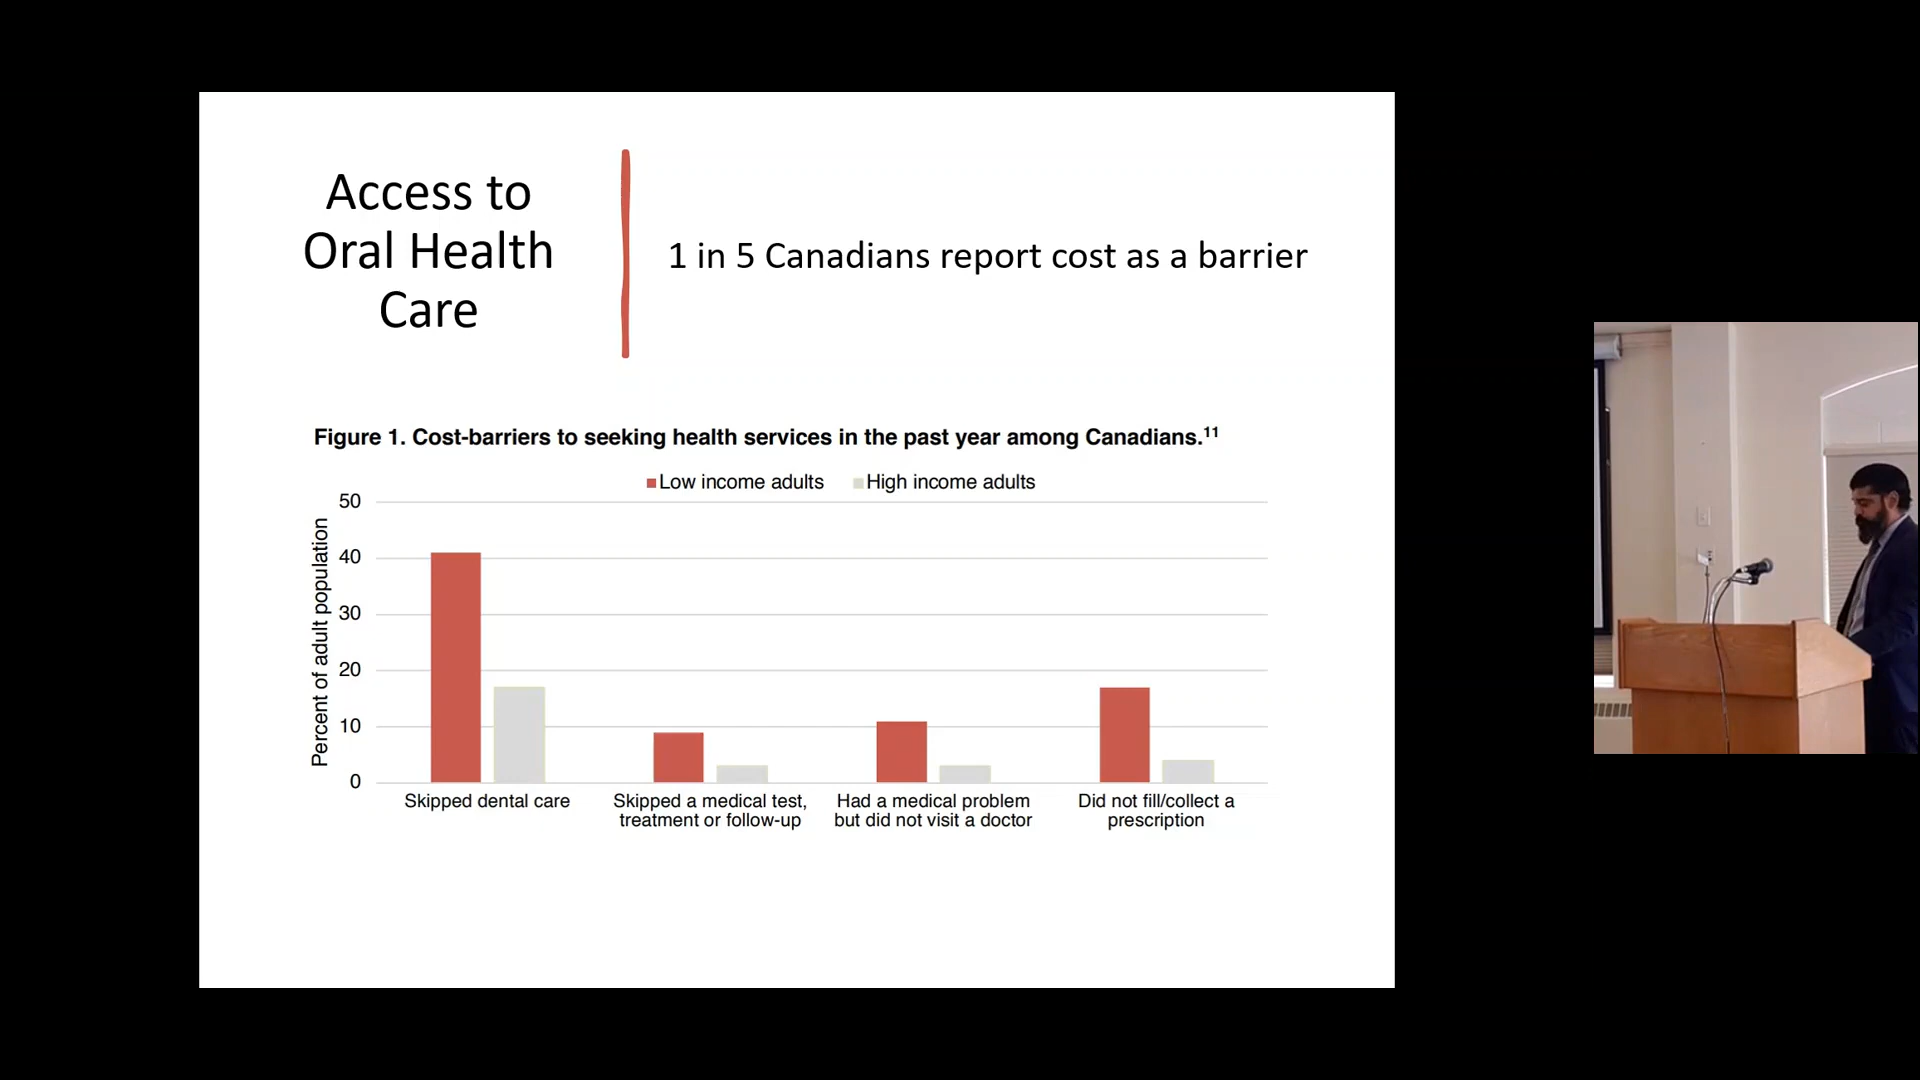 Access to
Oral Health
Care
1 in 5 Canadians report cost as a barrier
Figure 1. Cost-barriers to seeking health services in the past year among Canadians.¹¹
Low income adults High income adults
Percent of adult population
50
40
30
20
10
0
Skipped dental care
Skipped a medical test,
treatment or follow-up
Had a medical problem
but did not visit a doctor
Did not fill/collect a
prescription